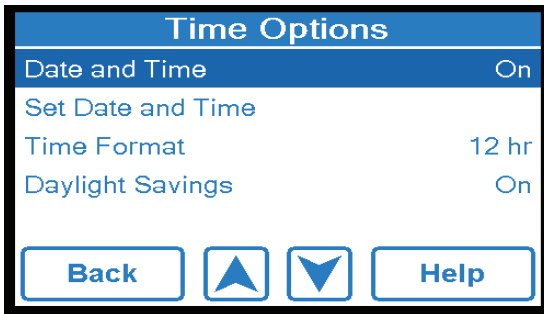 Time Options
Date and Time On
Set Date and Time
Time Format 12 hr
Daylight Savings On
Back Help